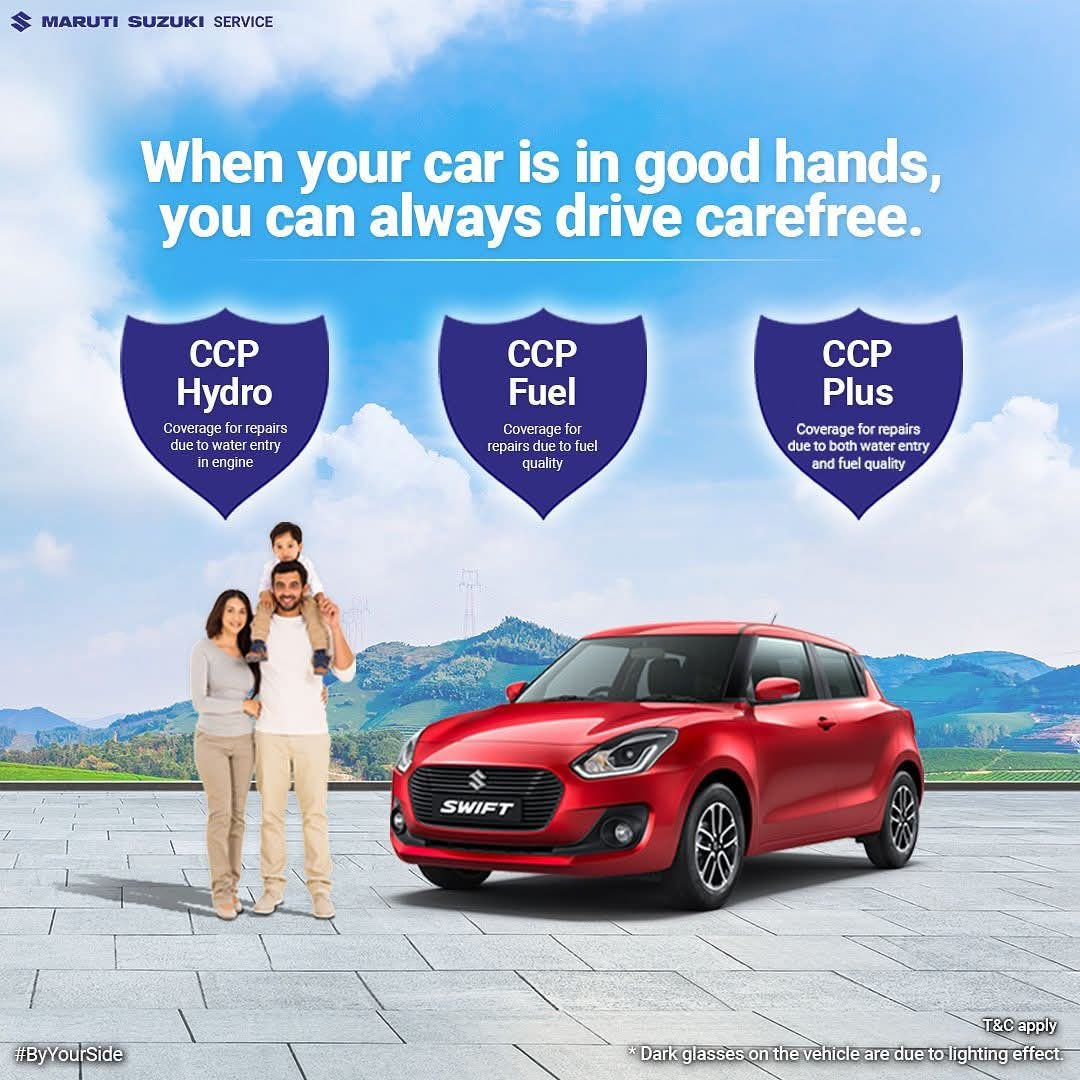 MARUTI SUZUKI SERVICE
When your car is in good hands,
you can always drive carefree.
CCP
Hydro
Coverage for repairs
due to water entry
in engine
CCP
Fuel
Coverage for
repairs due to fuel
quality
CCP
Plus
Coverage for repairs
due to both water entry
and fuel quality
SWIFT
T&C apply
#ByYourSide
* Dark glasses on the vehicle are due to lighting effect.